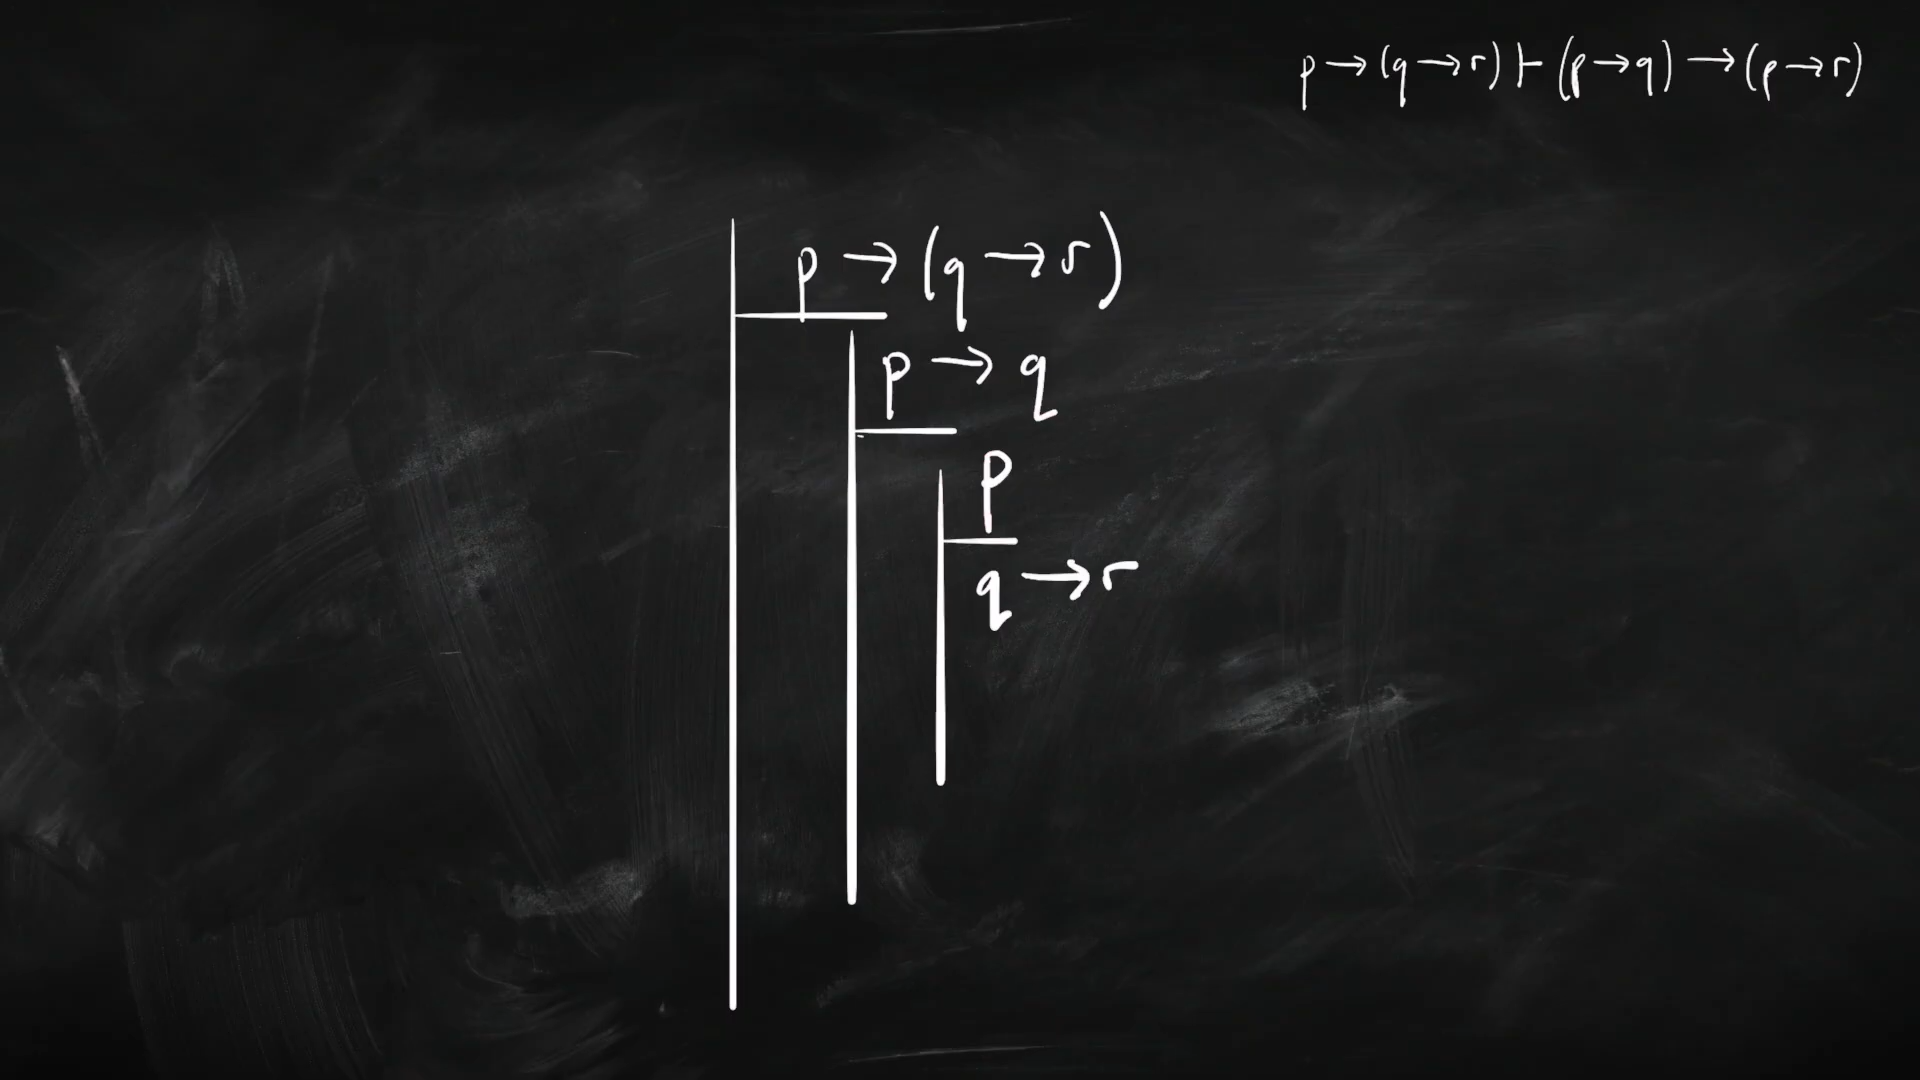 p → (q → r) ⊢ (p → q) → (p → r)
p → (q → r)
p → q
p
q → r